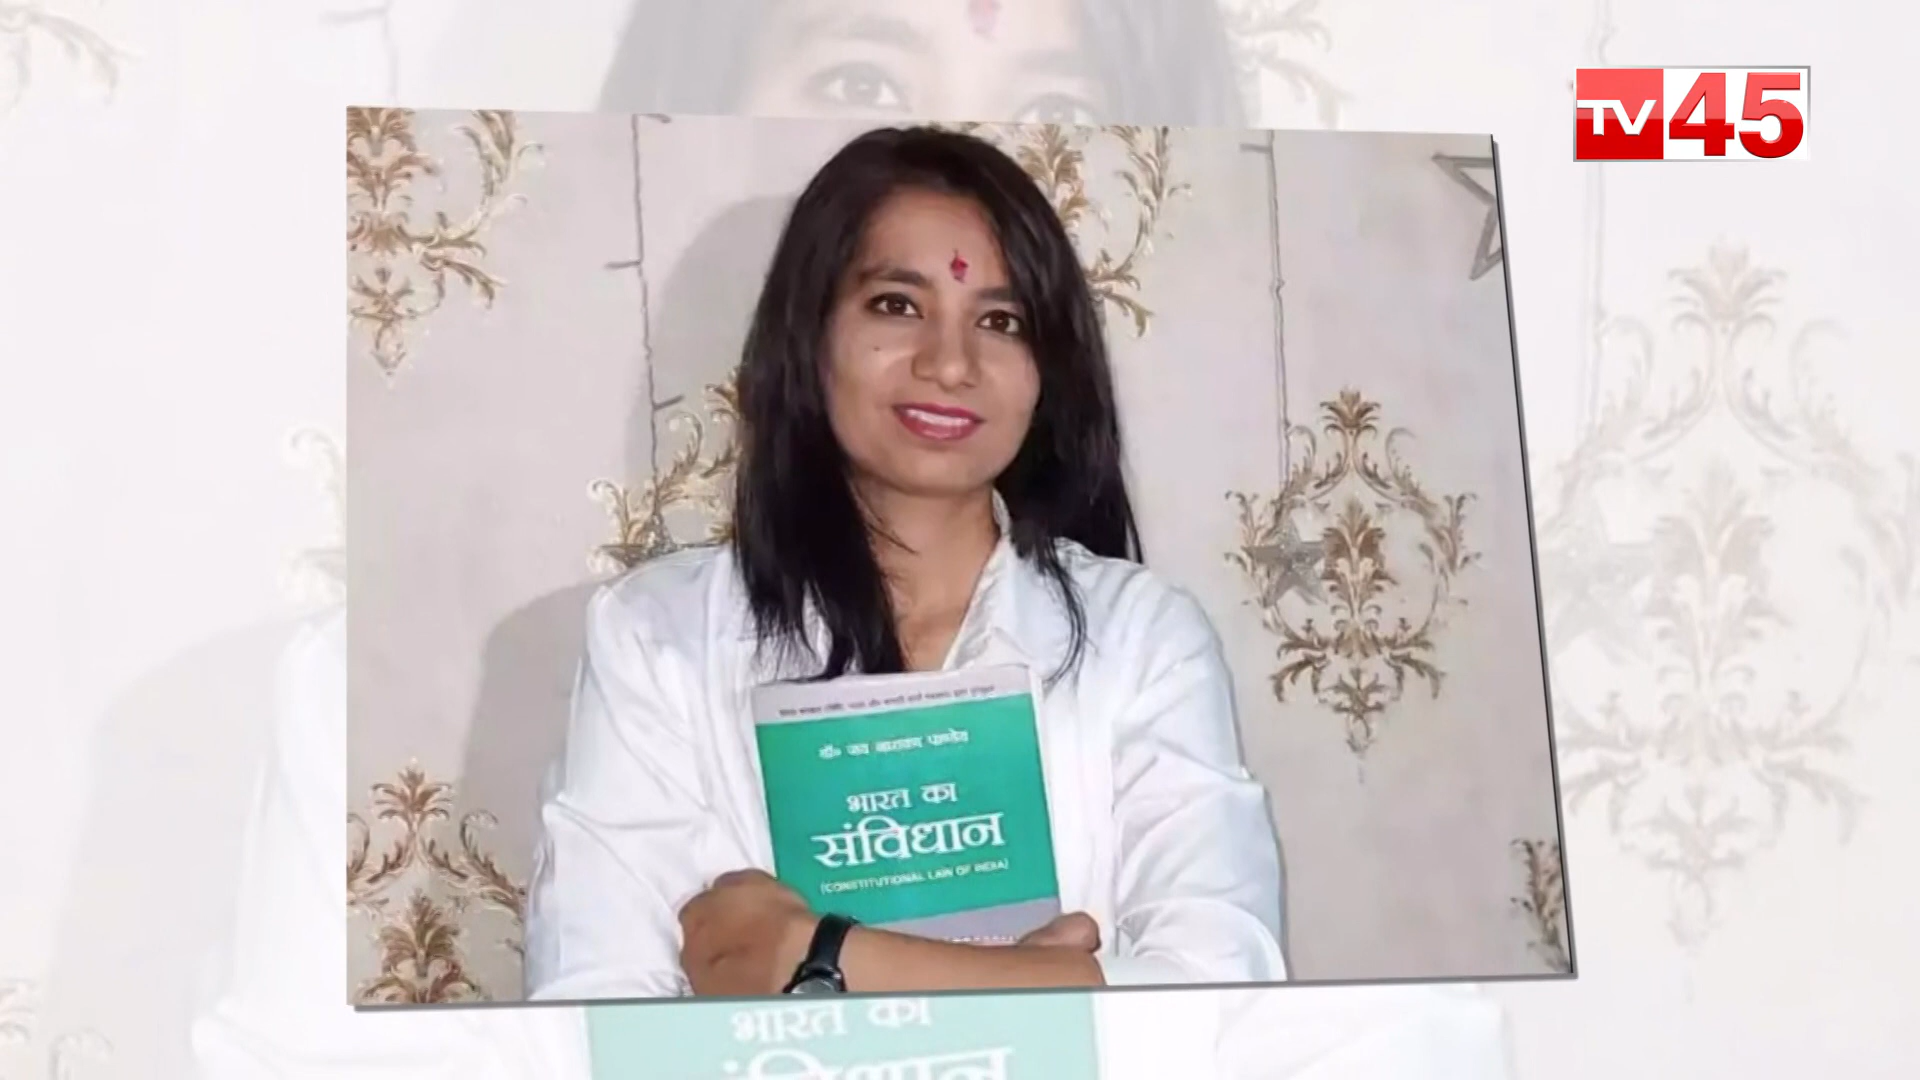 TV45
डॉ० जय नारायण पाण्डेय
भारत का
संविधान
(CONSTITUTIONAL LAW OF INDIA)
भारत का
संविधान